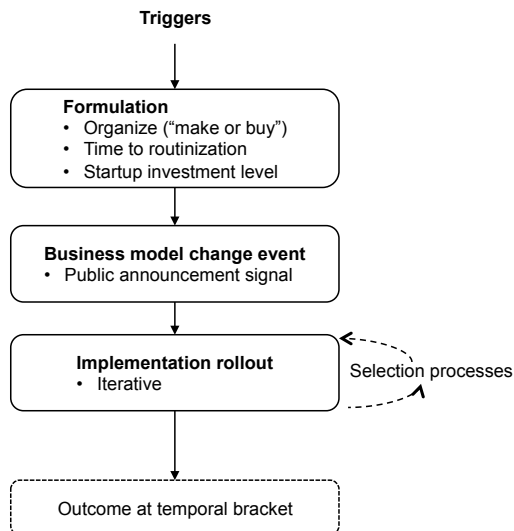 Triggers
Formulation
• Organize (“make or buy”)
• Time to routinization
• Startup investment level
Business model change event
• Public announcement signal
Implementation rollout
• Iterative
Selection processes
Outcome at temporal bracket